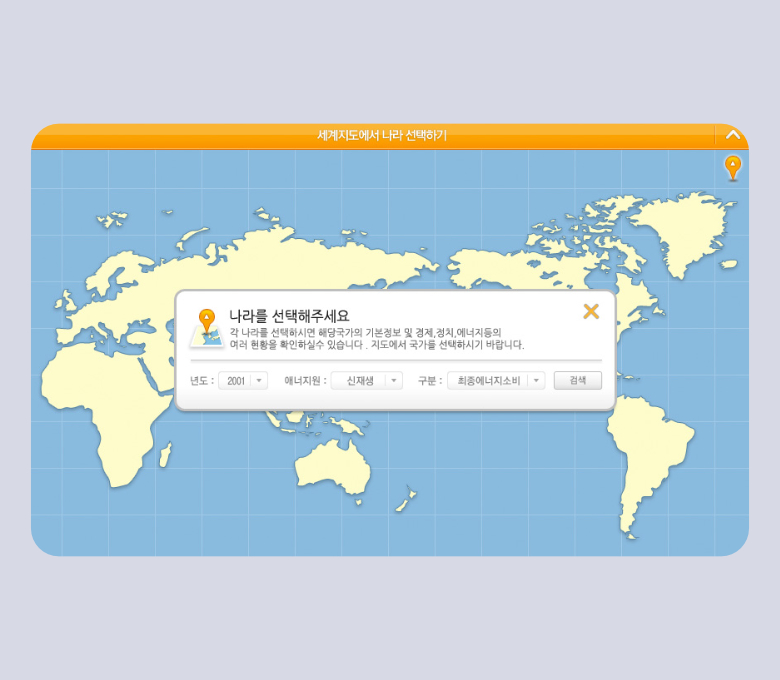 세계지도에서 나라 선택하기
나라를 선택해주세요
각 나라를 선택하시면 해당국가의 기본정보 및 경제,정치,에너지등의
여러 현황을 확인하실수 있습니다 . 지도에서 국가를 선택하시기 바랍니다.
년도 : 2001 애너지원 : 신재생 구분 : 최종에너지소비 검색